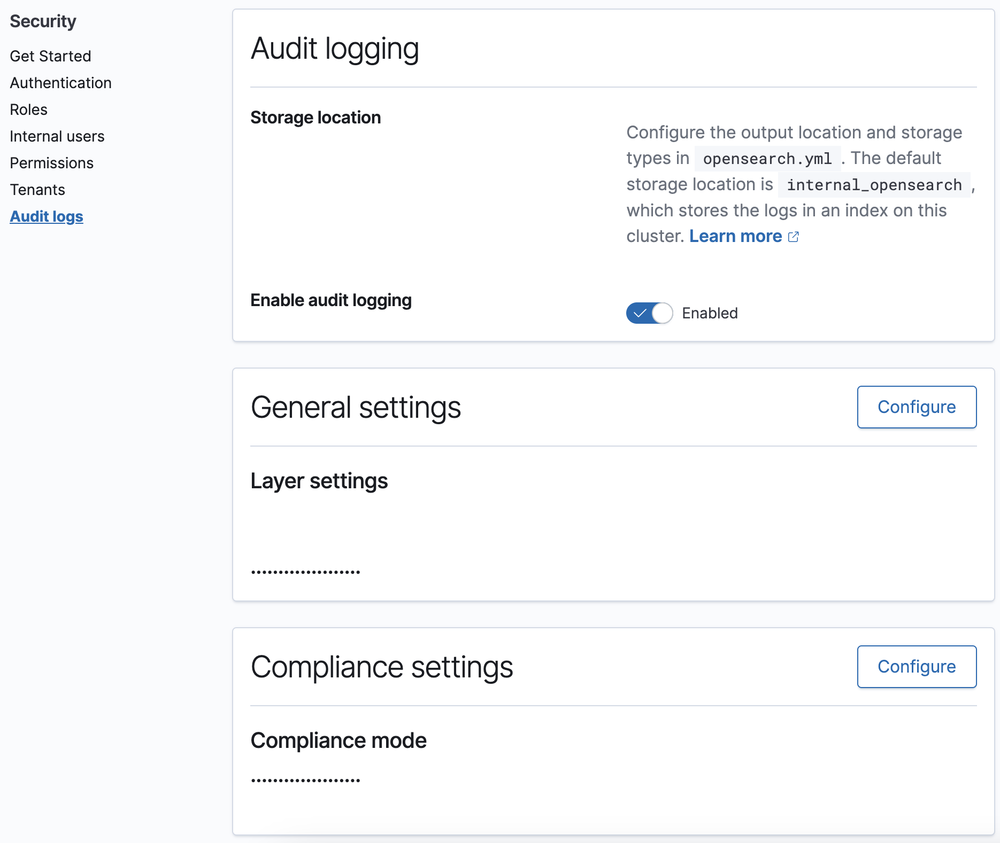 Security
Get Started
Authentication
Roles
Internal users
Permissions
Tenants
Audit logs
Audit logging
Storage location
Configure the output location and storage
types in opensearch.yml . The default
storage location is internal_opensearch ,
which stores the logs in an index on this
cluster. Learn more
Enable audit logging
Enabled
General settings
Configure
Layer settings
....................
Compliance settings
Configure
Compliance mode
....................